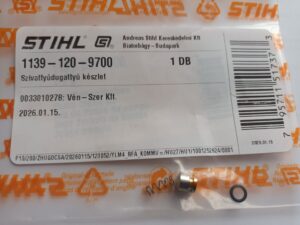 STIHL
Andreas Stihl Kereskedelmi Kft
Biatorbágy - Budapark
1139-120-9700
1 DB
Szivattyúdugattyú készlet
0033010278: Vén-Szer Kft.
2026.01.15.